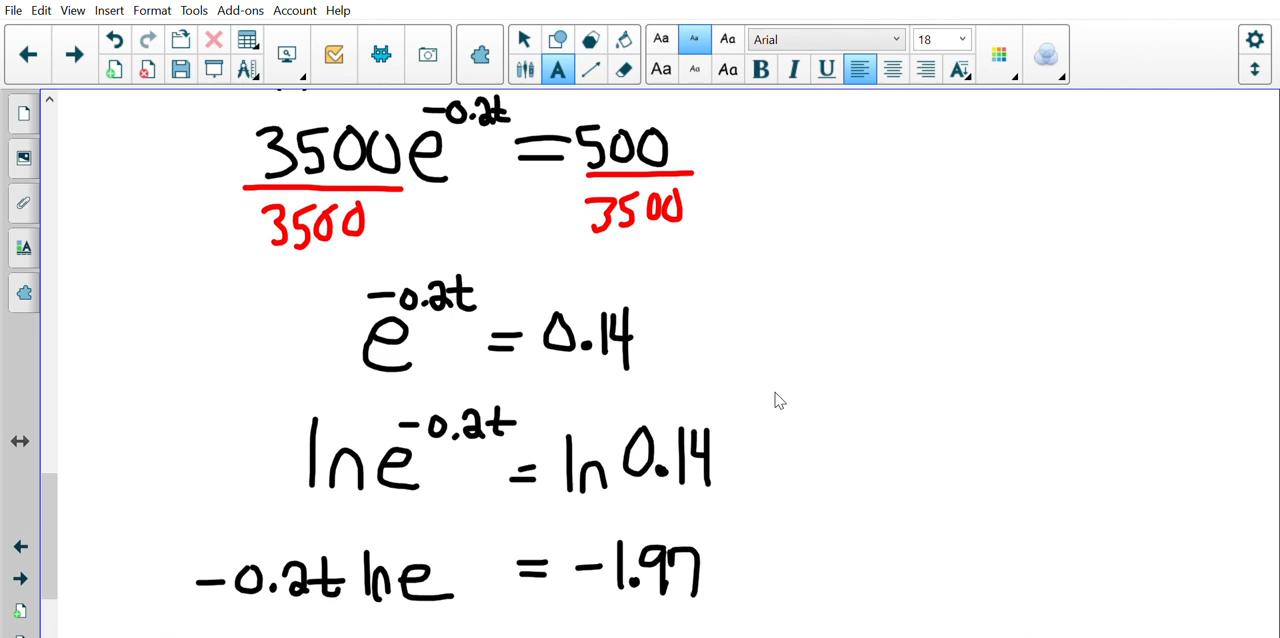 File Edit View Insert Format Tools Add-ons Account Help
Aa Aa Aa Arial 18
A Aa Aa Aa B I U
3500e^-0.2t = 500
3500 3500
e^-0.2t = 0.14
ln e^-0.2t = ln 0.14
-0.2t ln e = -1.97